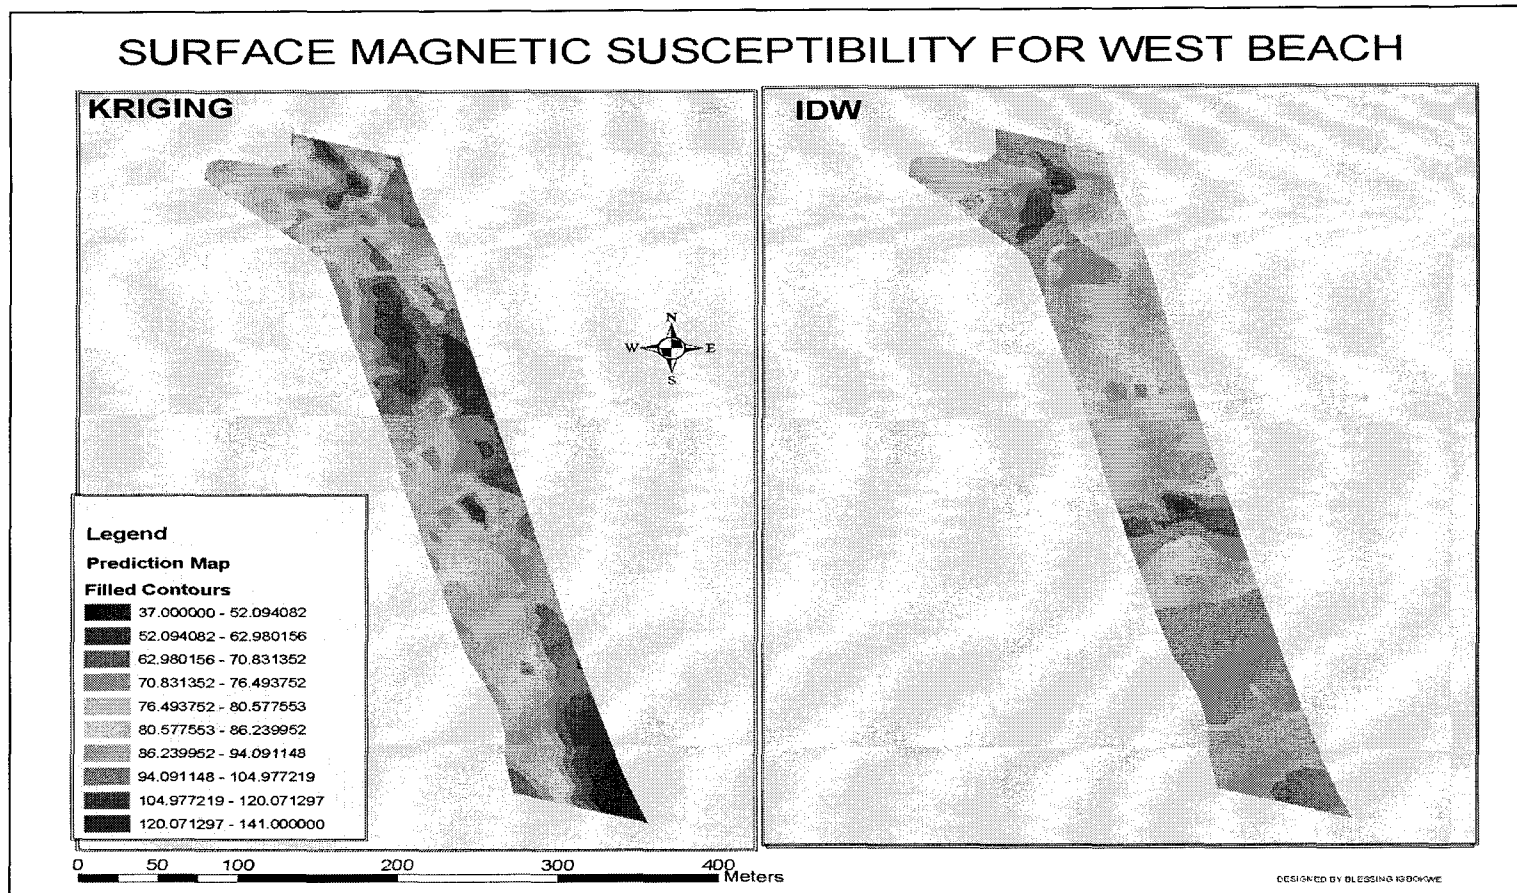 SURFACE MAGNETIC SUSCEPTIBILITY FOR WEST BEACH
KRIGING
IDW
N
W E
S
Legend
Prediction Map
Filled Contours
37.000000 - 52.094082
52.094082 - 62.980156
62.980156 - 70.831352
70.831352 - 76.493752
76.493752 - 80.577553
80.577553 - 86.239952
86.239952 - 94.091148
94.091148 - 104.977219
104.977219 - 120.071297
120.071297 - 141.000000
0 50 100 200 300 400
Meters
DESIGNED BY BLESSING IGBOKWE